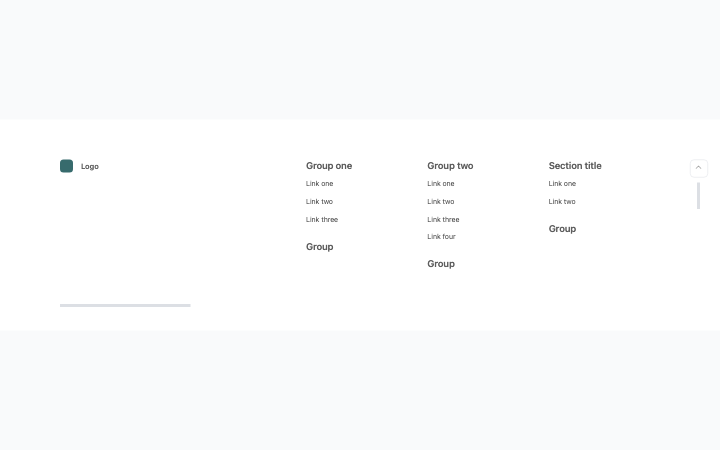 Logo
Group one
Link one
Link two
Link three
Group
Group two
Link one
Link two
Link three
Link four
Group
Section title
Link one
Link two
Group